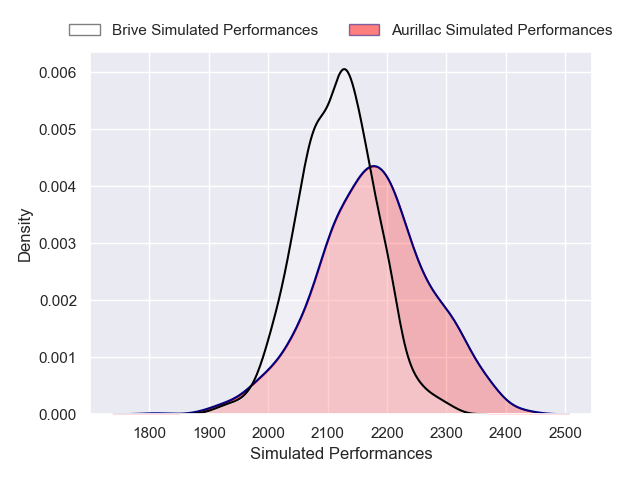 Brive Simulated Performances Aurillac Simulated Performances
0.006
0.005
0.004
0.003
0.002
0.001
0.000
Density
1800 1900 2000 2100 2200 2300 2400 2500
Simulated Performances